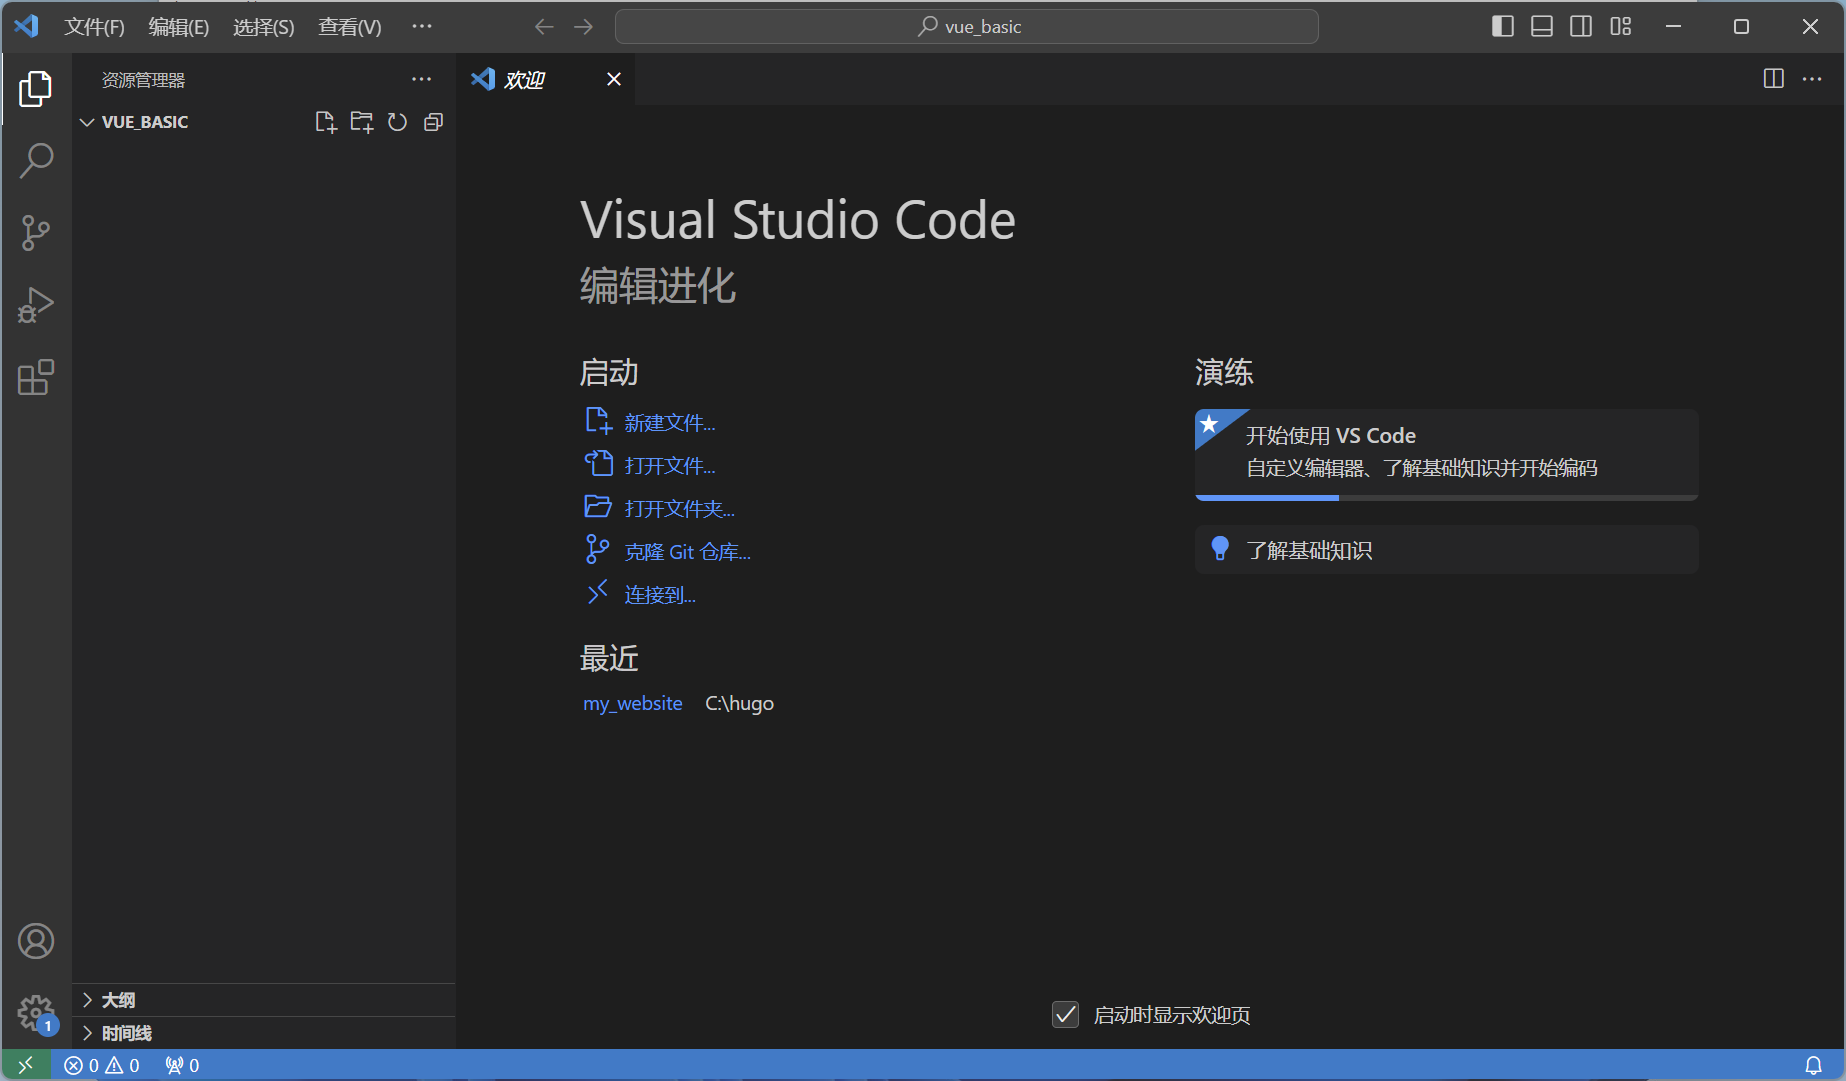 文件(F) 编辑(E) 选择(S) 查看(V) ··· vue_basic
资源管理器 ···
欢迎
VUE_BASIC
Visual Studio Code
编辑进化
启动
新建文件...
打开文件...
打开文件夹...
克隆 Git 仓库...
连接到...
最近
my_website C:\hugo
演练
开始使用 VS Code
自定义编辑器、了解基础知识并开始编码
了解基础知识
启动时显示欢迎页
大纲
时间线
1
0 0 0